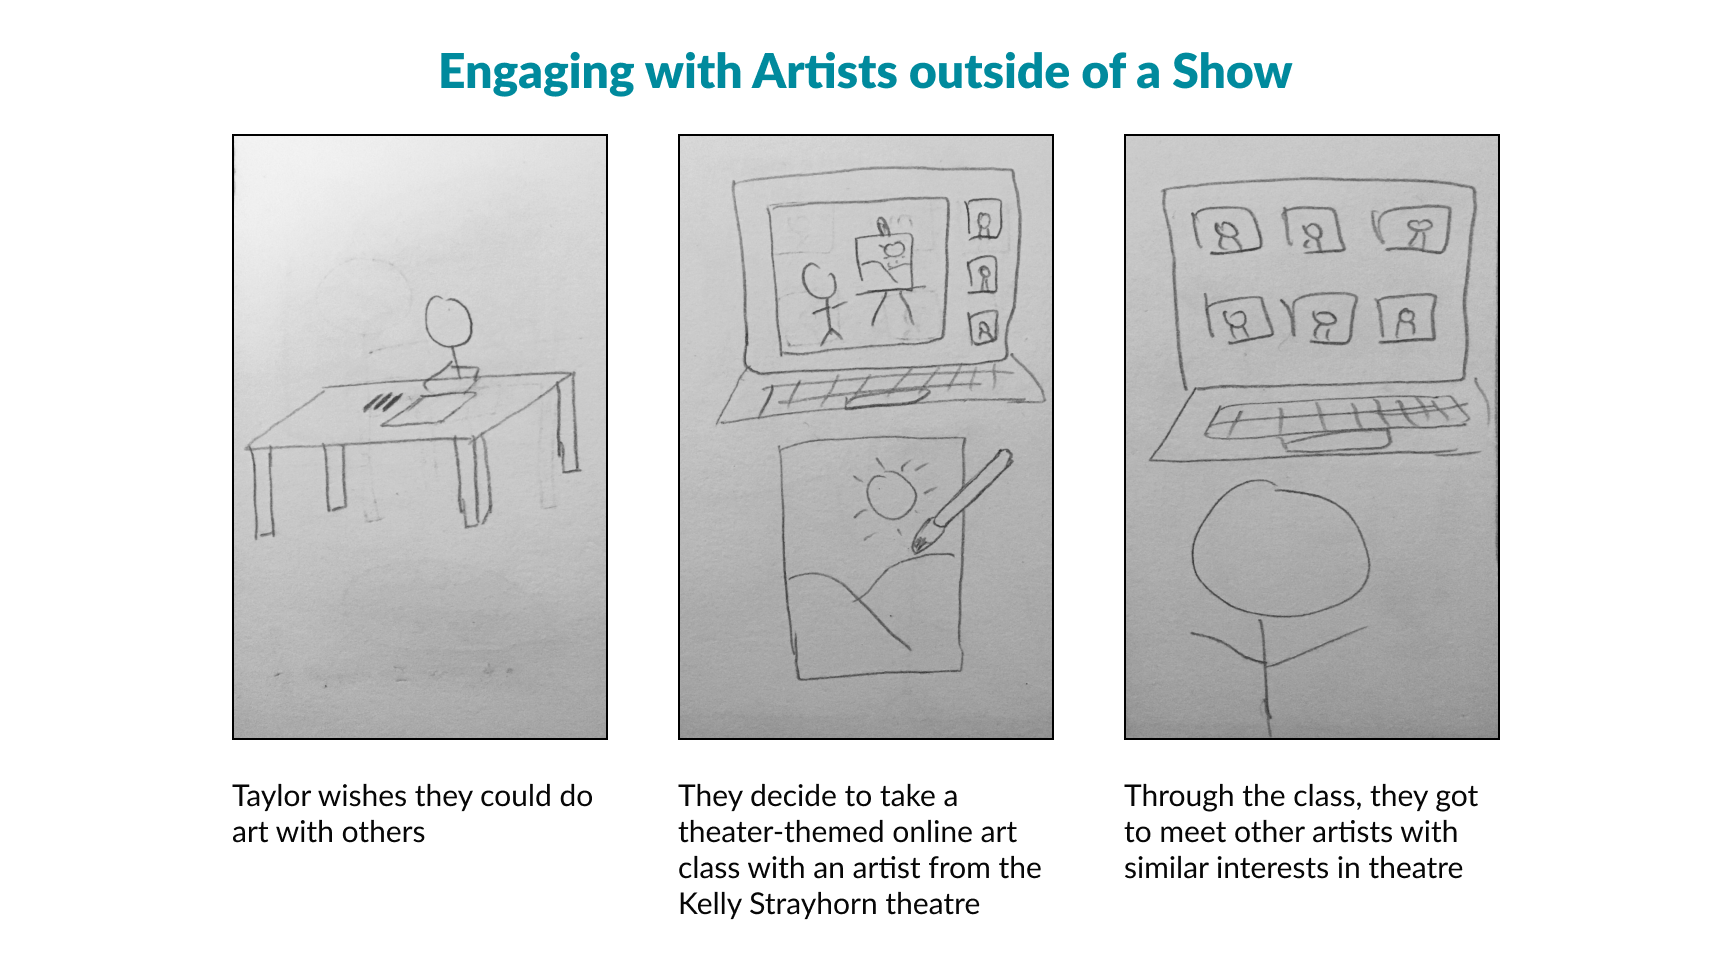 Engaging with Artists outside of a Show
Taylor wishes they could do
art with others
They decide to take a
theater-themed online art
class with an artist from the
Kelly Strayhorn theatre
Through the class, they got
to meet other artists with
similar interests in theatre